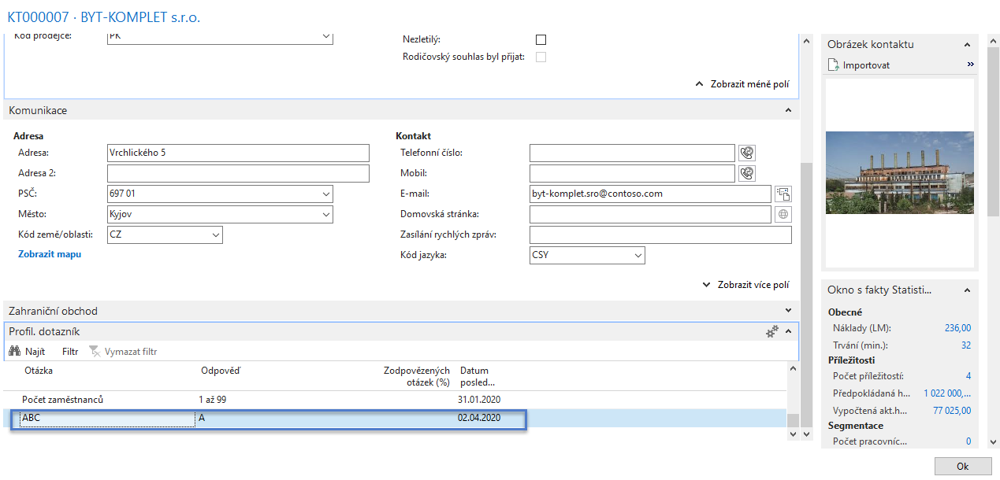 KT000007 · BYT-KOMPLET s.r.o.
Kód prodejce: PK
Nezletilý:
Rodičovský souhlas byl přijat:
Zobrazit méně polí
Komunikace
Adresa
Adresa: Vrchlického 5
Adresa 2:
PSČ: 697 01
Město: Kyjov
Kód země/oblasti: CZ
Zobrazit mapu
Kontakt
Telefonní číslo:
Mobil:
E-mail: byt-komplet.sro@contoso.com
Domovská stránka:
Zasílání rychlých zpráv:
Kód jazyka: CSY
Zobrazit více polí
Zahraniční obchod
Profil. dotazník
Najít Filtr Vymazat filtr
Otázka Odpověď Zodpovězených Datum
otázek (%) posled...
Počet zaměstnanců 1 až 99 31.01.2020
ABC A 02.04.2020
Obrázek kontaktu
Importovat »
Okno s fakty Statisti...
Obecné
Náklady (LM): 236,00
Trvání (min.): 32
Příležitosti
Počet příležitostí: 4
Předpokládaná h... 1 022 000,...
Vypočtená akt.h... 77 025,00
Segmentace
Počet pracovníc... 0
Ok